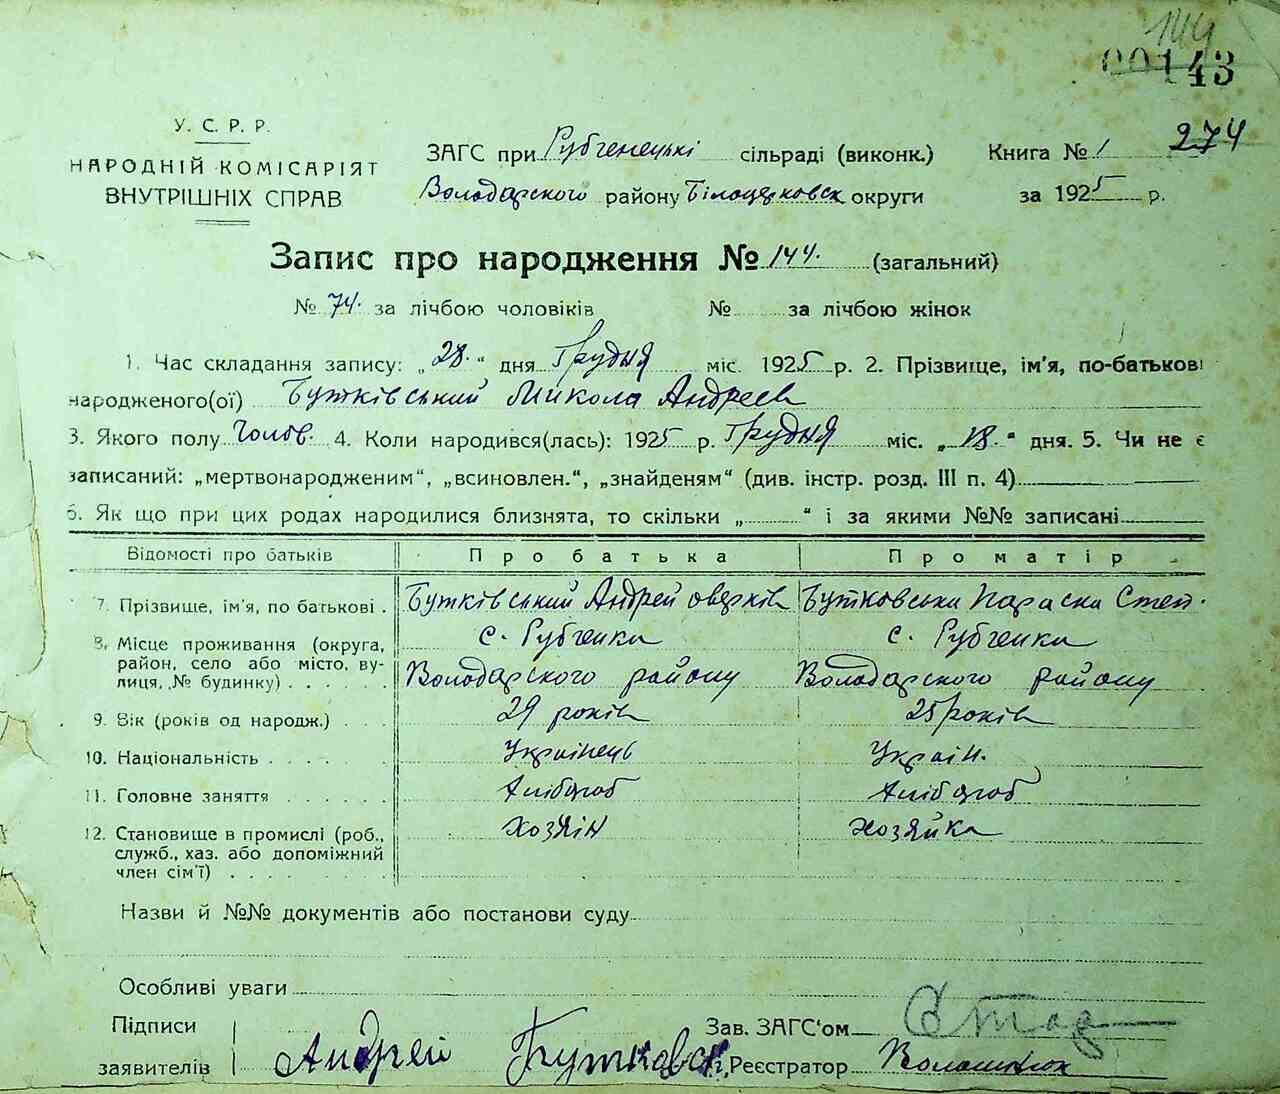 144
00143
У. С. Р. Р.
НАРОДНІЙ КОМІСАРІЯТ
ВНУТРІШНІХ СПРАВ
ЗАГС при Рубченецькі сільраді (виконк.) Книга № 1 274
Володарского району Білоцерковск округи за 1925 р.
Запис про народження № 144. (загальний)
№ 74. за лічбою чоловіків № за лічбою жінок
1. Час складання запису: „28.“ дня Грудня міс. 1925 р. 2. Прізвище, ім'я, по-батькові
народженого(ої) Бутківський Микола Андреєв
3. Якого полу Чолов. 4. Коли народився(лась): 1925 р. Грудня міс. „18.“ дня. 5. Чи не є
записаний: „мертвонародженим“, „всиновлен.“, „знайденям“ (див. інстр. розд. III п. 4)
6. Як що при цих родах народилися близнята, то скільки „ “ і за якими №№ записані
Відомості про батьків Про батька Про матір
7. Прізвище, ім'я, по батькові . Бутківський Андрей оверків Бутковська Параска Степ.
8. Місце проживання (округа, с. Рубченка с. Рубченка
район, село або місто, ву-
лиця, № будинку) . . . . . Володарского району Володарского району
9. Вік (років од народж.) . . . 29 років 25 років
10. Національність . . . . . Українець Україн.
11. Головне заняття . . . . . . Хлібороб Хлібороб
12. Становище в промислі (роб., хозяїн хозяйка
служб., хаз. або допоміжний
член сім'ї) . . . . . . .
Назви й №№ документів або постанови суду
Особливі уваги
Підписи Зав. ЗАГС'ом
заявителів Андрей Бутковск, Реєстратор